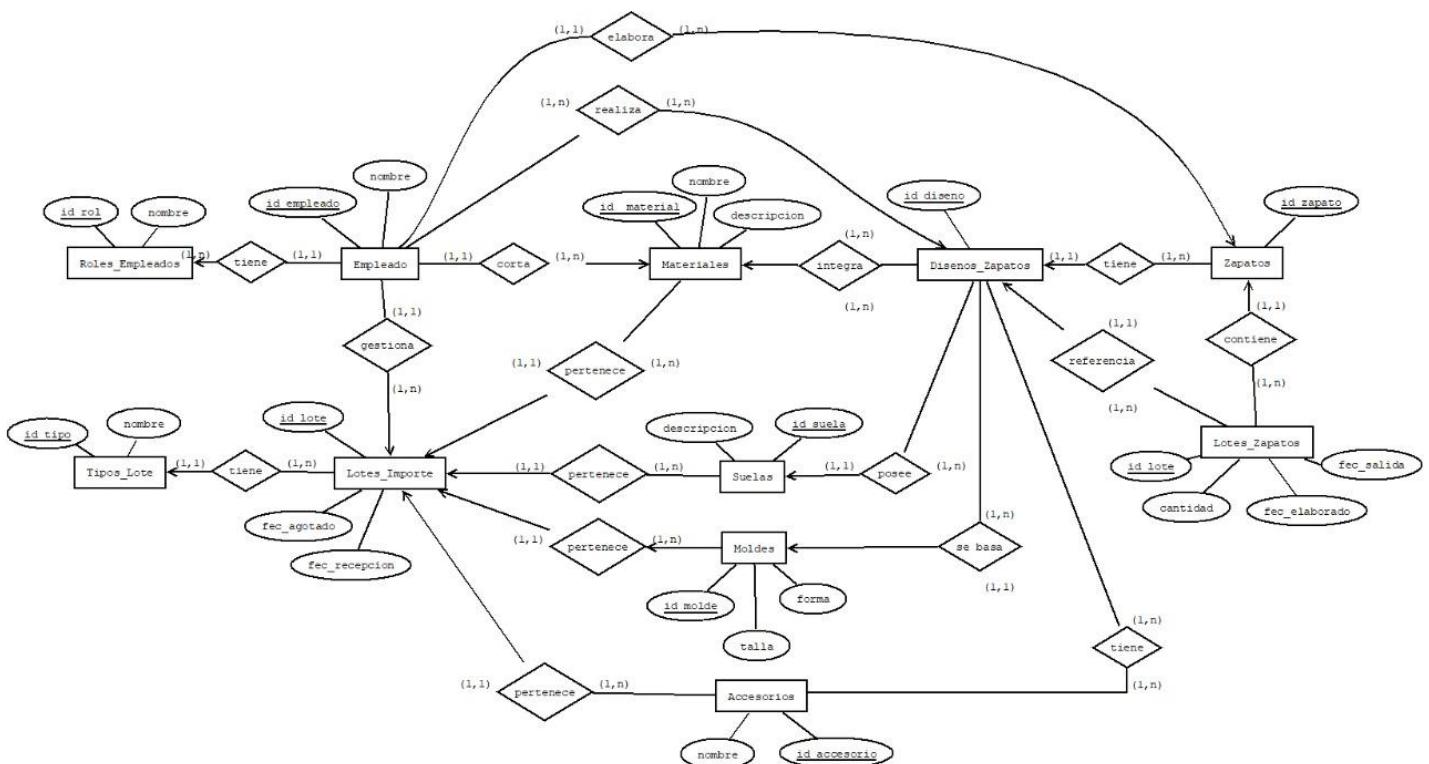 (1,1) elabora (1,n)
(1,n) realiza (1,n)
nombre
id empleado
nombre
id_material
descripcion
id diseno
id zapato
id rol
nombre
Roles_Empleados
(1,n) tiene (1,1)
Empleado
(1,1) corta (1,n)
Materiales
(1,n)
integra
(1,n)
Disenos_Zapatos
(1,1) tiene (1,n)
Zapatos
(1,1)
gestiona
(1,n)
(1,1) pertenece (1,n)
(1,1)
referencia
(1,n)
(1,1)
contiene
(1,n)
id tipo
nombre
Tipos_Lote
(1,1) tiene (1,n)
id lote
Lotes_Importe
fec_agotado
fec_recepcion
(1,1) pertenece (1,n)
descripcion
id suela
Suelas
(1,1) posee (1,n)
Lotes_Zapatos
id lote
fec_salida
cantidad
fec_elaborado
(1,1) pertenece (1,n)
Moldes
(1,n)
se basa
(1,1)
id molde
forma
talla
(1,n)
tiene
(1,n)
(1,1) pertenece (1,n)
Accesorios
nombre
id accesorio